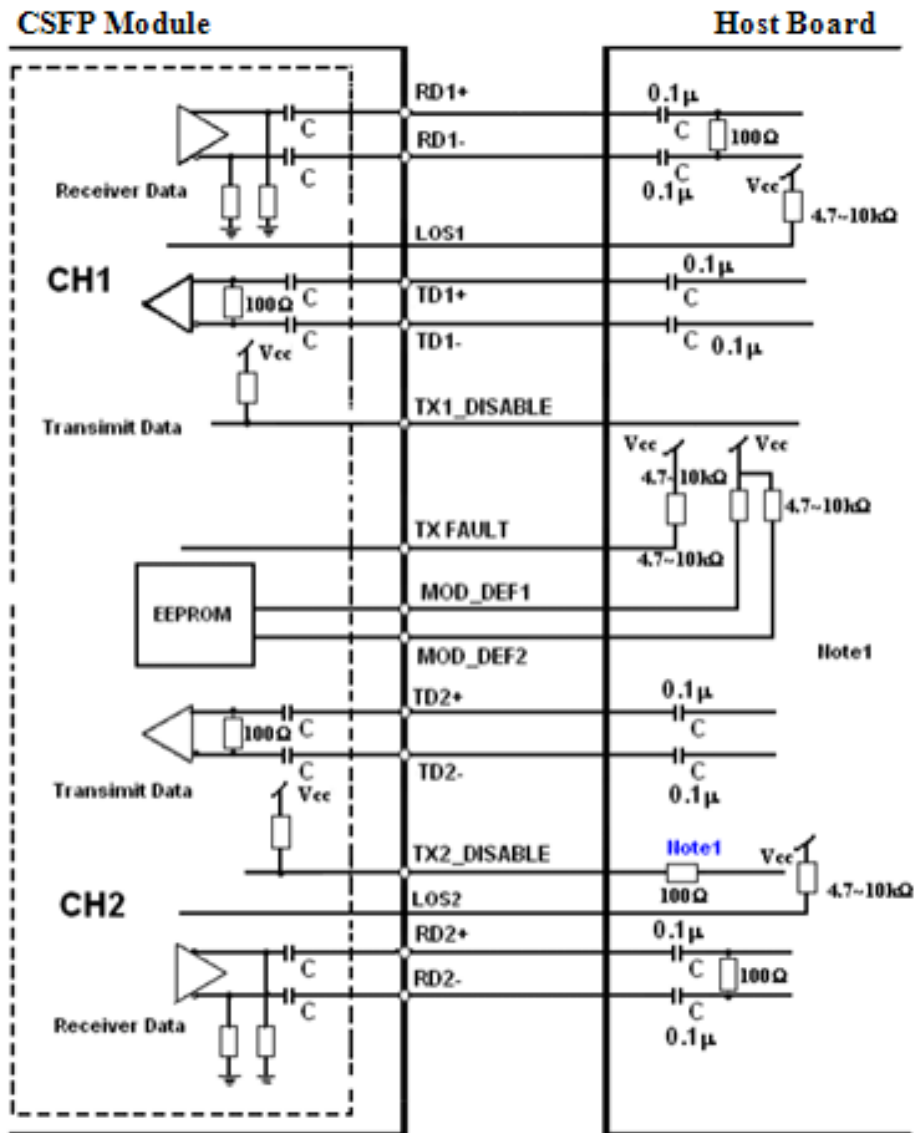 CSFP Module
Host Board
RD1+
0.1μ
C
C
100Ω
RD1-
C
C
0.1μ
Vcc
Receiver Data
4.7~10kΩ
LOS1
CH1
0.1μ
C
TD1+
C
100Ω
C
TD1-
C
0.1μ
Vcc
TX1_DISABLE
Transimit Data
Vcc
Vcc
4.7~10kΩ
4.7~10kΩ
TX FAULT
4.7~10kΩ
EEPROM
MOD_DEF1
MOD_DEF2
Note1
TD2+
0.1μ
100Ω
C
C
C
TD2-
C
0.1μ
Transimit Data
Vcc
TX2_DISABLE
Note1
Vcc
100Ω
4.7~10kΩ
CH2
LOS2
RD2+
0.1μ
C
C
100Ω
RD2-
C
C
0.1μ
Receiver Data